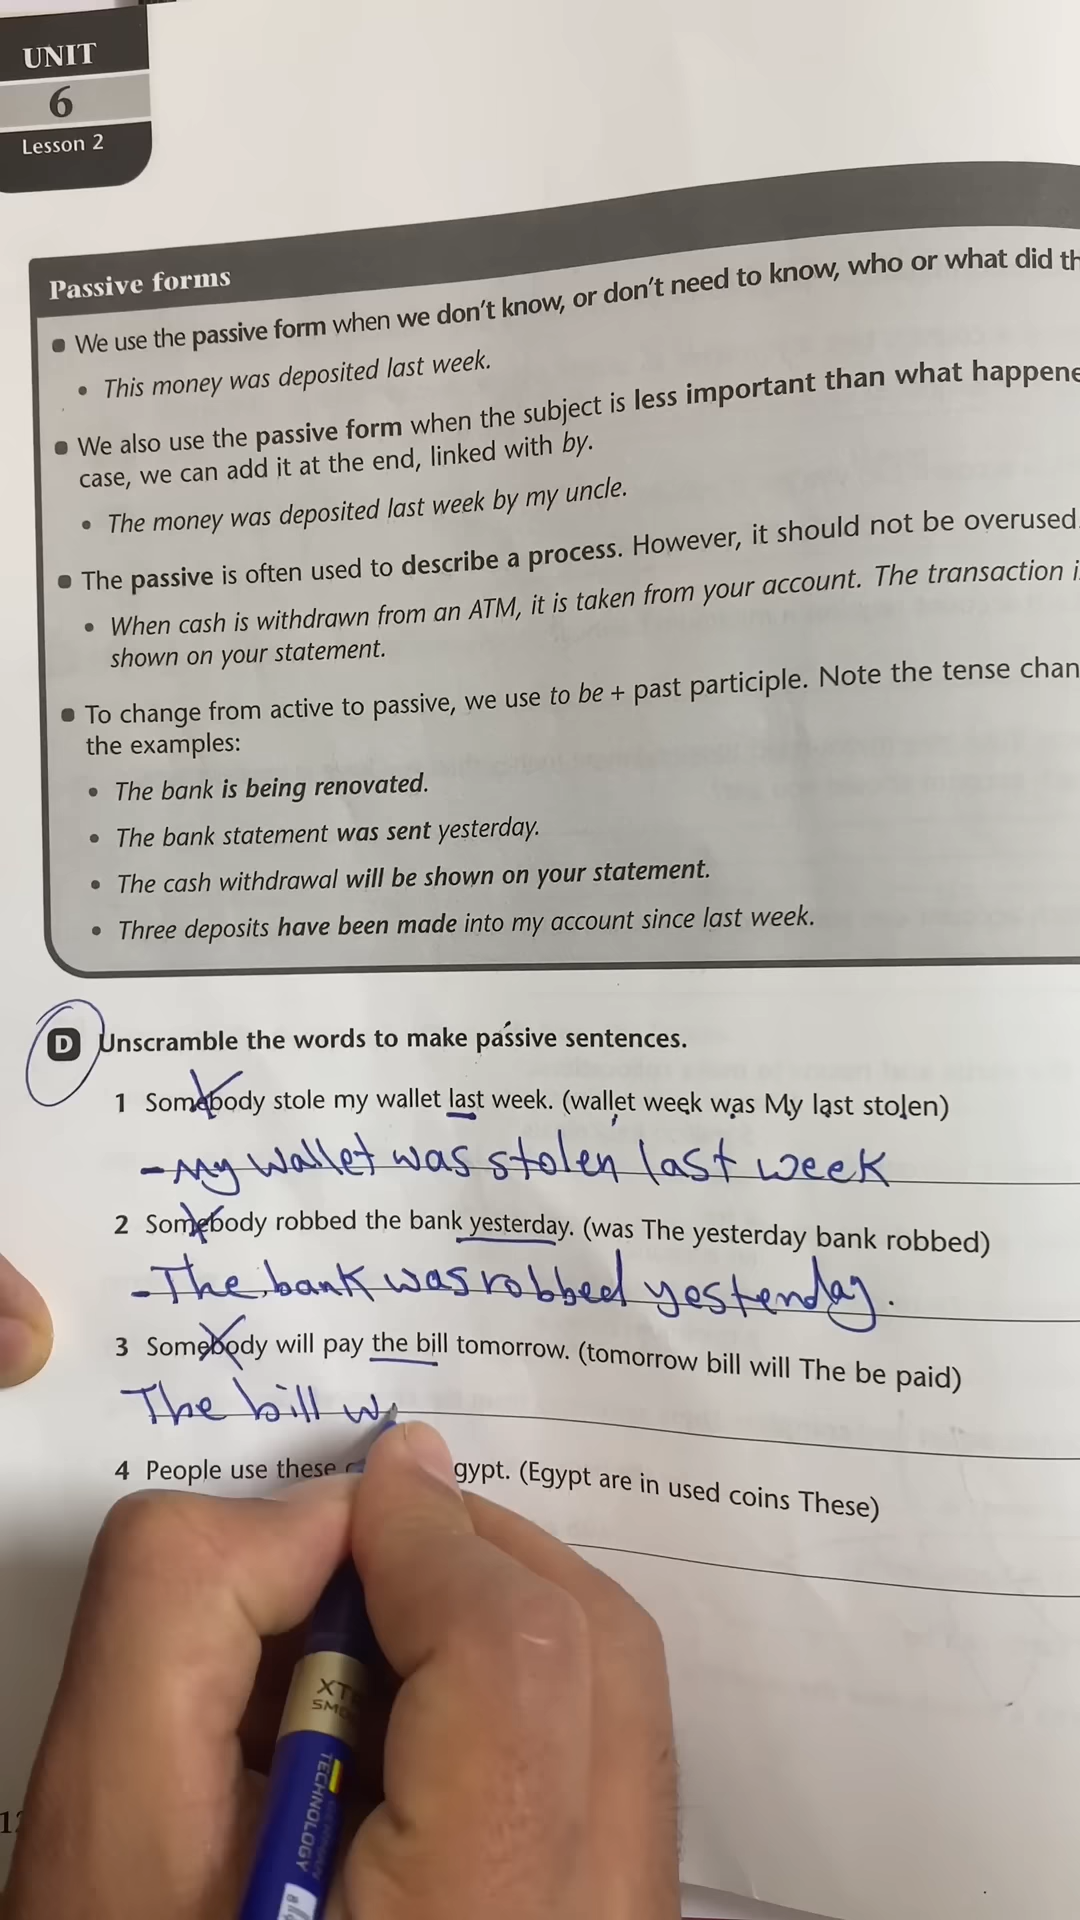 UNIT
6
Lesson 2
Passive forms
We use the passive form when we don't know, or don't need to know, who or what did
• This money was deposited last week.
We also use the passive form when the subject is less important than what
case, we can add it at the end, linked with by.
• The money was deposited last week by my uncle.
The passive is often used to describe a process. However, it should not be overused.
• When cash is withdrawn from an ATM, it is taken from your account. The transaction
shown on your statement.
To change from active to passive, we use to be + past participle. Note the tense
the examples:
• The bank is being renovated.
• The bank statement was sent yesterday.
• The cash withdrawal will be shown on your statement.
• Three deposits have been made into my account since last week.
D Unscramble the words to make passive sentences.
1 Somebody stole my wallet last week. (wallet week was My last stolen)
- My wallet was stolen last week
2 Somebody robbed the bank yesterday. (was The yesterday bank robbed)
- The bank was robbed yesterday.
3 Somebody will pay the bill tomorrow. (tomorrow bill will The be paid)
The bill w
4 People use these gypt. (Egypt are in used coins These)
XT
SMO
TECHNOLOGY